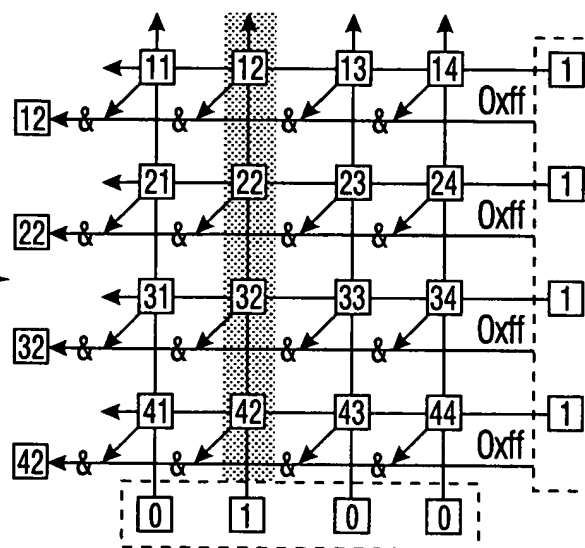 11 12 13 14 1
12 & & & & 0xff
21 22 23 24 1
22 & & & & 0xff
31 32 33 34 1
32 & & & & 0xff
41 42 43 44 1
42 & & & & 0xff
0 1 0 0